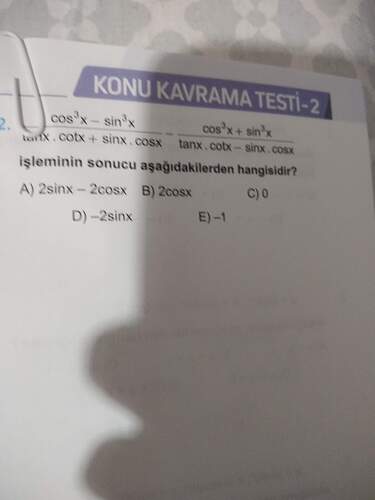 KONU KAVRAMA TESTİ-2
2. cos³x – sin³x / tanx . cotx + sinx . cosx – cos³x + sin³x / tanx . cotx – sinx . cosx
işleminin sonucu aşağıdakilerden hangisidir?
A) 2sinx – 2cosx B) 2cosx C) 0
D) –2sinx E) –1